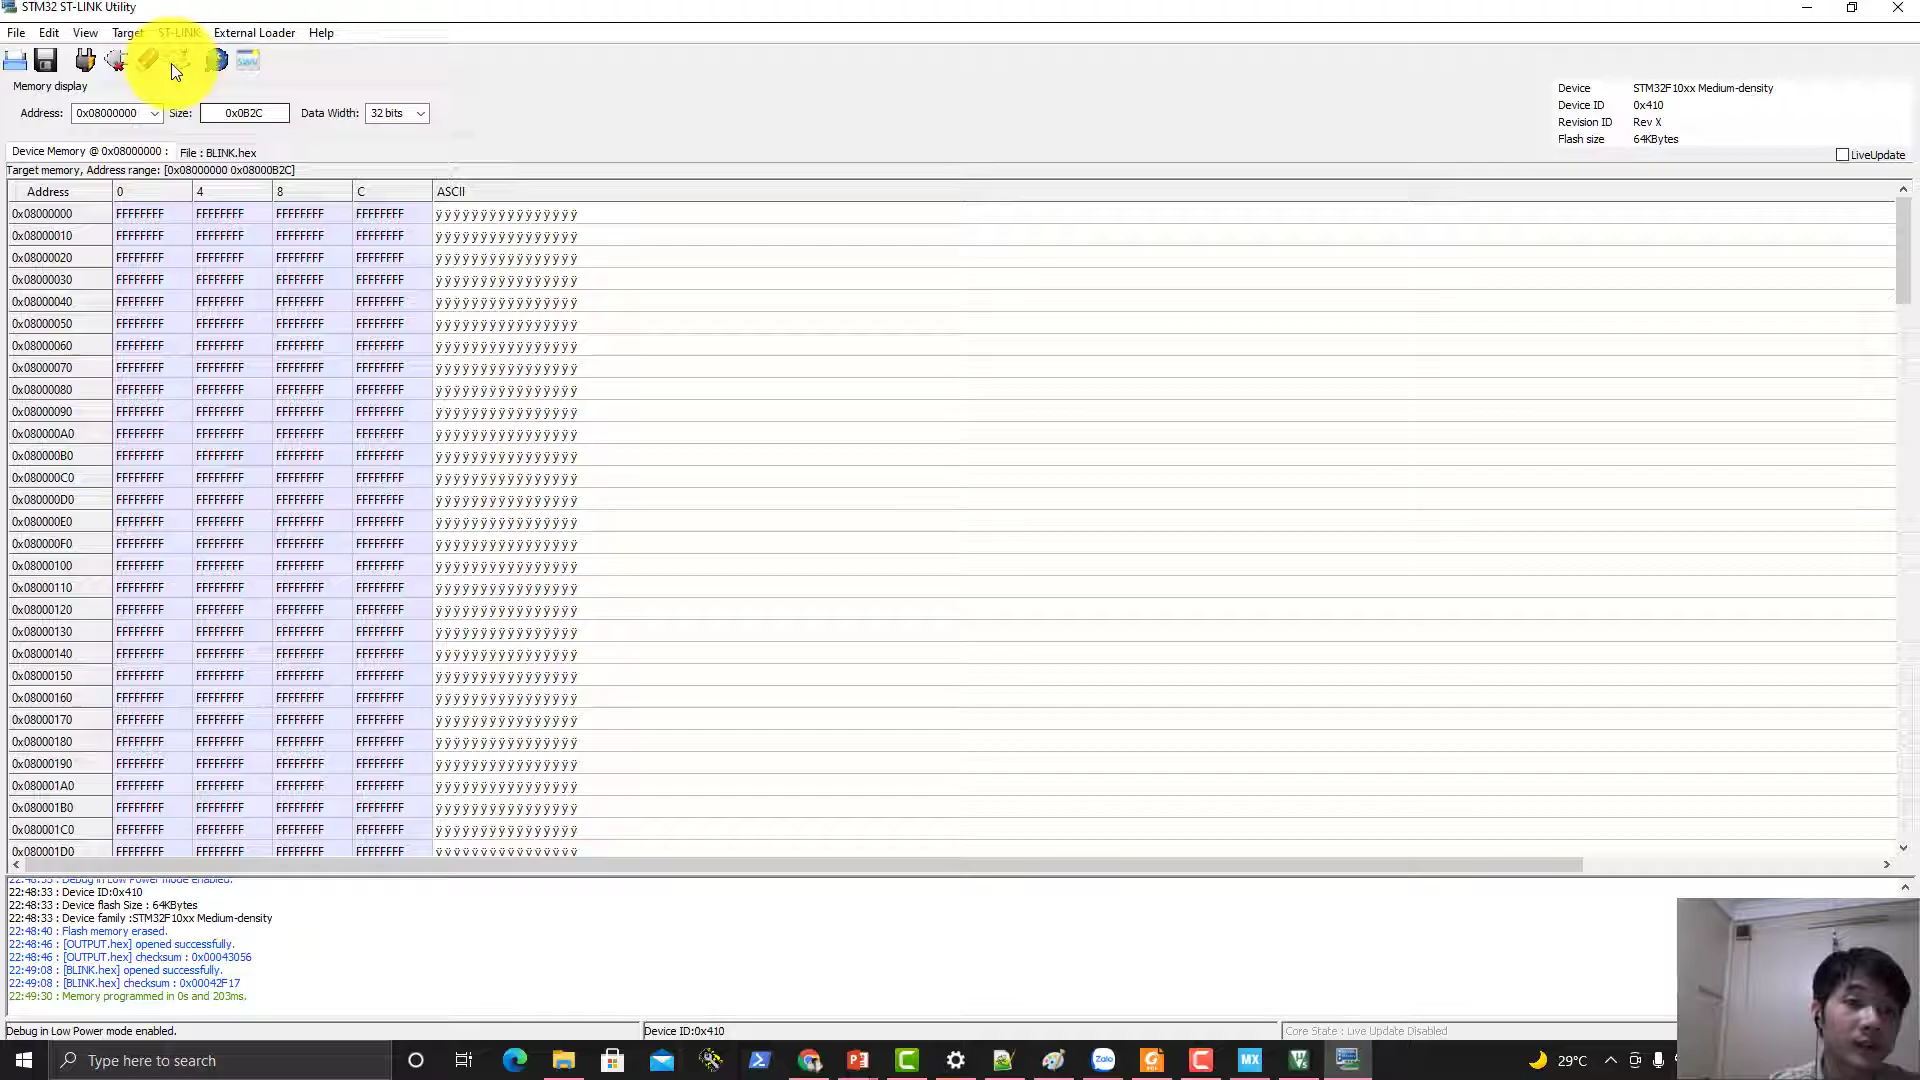 STM32 ST-LINK Utility
File Edit View Target ST-LINK External Loader Help
Memory display
Address: 0x08000000 Size: 0x0B2C Data Width: 32 bits
Device STM32F10xx Medium-density
Device ID 0x410
Revision ID Rev X
Flash size 64KBytes
LiveUpdate
Device Memory @ 0x08000000 : File : BLINK.hex
Target memory, Address range: [0x08000000 0x08000B2C]
Address 0 4 8 C ASCII
0x08000000 FFFFFFFF FFFFFFFF FFFFFFFF FFFFFFFF ÿÿÿÿÿÿÿÿÿÿÿÿÿÿÿÿ
0x08000010 FFFFFFFF FFFFFFFF FFFFFFFF FFFFFFFF ÿÿÿÿÿÿÿÿÿÿÿÿÿÿÿÿ
0x08000020 FFFFFFFF FFFFFFFF FFFFFFFF FFFFFFFF ÿÿÿÿÿÿÿÿÿÿÿÿÿÿÿÿ
0x08000030 FFFFFFFF FFFFFFFF FFFFFFFF FFFFFFFF ÿÿÿÿÿÿÿÿÿÿÿÿÿÿÿÿ
0x08000040 FFFFFFFF FFFFFFFF FFFFFFFF FFFFFFFF ÿÿÿÿÿÿÿÿÿÿÿÿÿÿÿÿ
0x08000050 FFFFFFFF FFFFFFFF FFFFFFFF FFFFFFFF ÿÿÿÿÿÿÿÿÿÿÿÿÿÿÿÿ
0x08000060 FFFFFFFF FFFFFFFF FFFFFFFF FFFFFFFF ÿÿÿÿÿÿÿÿÿÿÿÿÿÿÿÿ
0x08000070 FFFFFFFF FFFFFFFF FFFFFFFF FFFFFFFF ÿÿÿÿÿÿÿÿÿÿÿÿÿÿÿÿ
0x08000080 FFFFFFFF FFFFFFFF FFFFFFFF FFFFFFFF ÿÿÿÿÿÿÿÿÿÿÿÿÿÿÿÿ
0x08000090 FFFFFFFF FFFFFFFF FFFFFFFF FFFFFFFF ÿÿÿÿÿÿÿÿÿÿÿÿÿÿÿÿ
0x080000A0 FFFFFFFF FFFFFFFF FFFFFFFF FFFFFFFF ÿÿÿÿÿÿÿÿÿÿÿÿÿÿÿÿ
0x080000B0 FFFFFFFF FFFFFFFF FFFFFFFF FFFFFFFF ÿÿÿÿÿÿÿÿÿÿÿÿÿÿÿÿ
0x080000C0 FFFFFFFF FFFFFFFF FFFFFFFF FFFFFFFF ÿÿÿÿÿÿÿÿÿÿÿÿÿÿÿÿ
0x080000D0 FFFFFFFF FFFFFFFF FFFFFFFF FFFFFFFF ÿÿÿÿÿÿÿÿÿÿÿÿÿÿÿÿ
0x080000E0 FFFFFFFF FFFFFFFF FFFFFFFF FFFFFFFF ÿÿÿÿÿÿÿÿÿÿÿÿÿÿÿÿ
0x080000F0 FFFFFFFF FFFFFFFF FFFFFFFF FFFFFFFF ÿÿÿÿÿÿÿÿÿÿÿÿÿÿÿÿ
0x08000100 FFFFFFFF FFFFFFFF FFFFFFFF FFFFFFFF ÿÿÿÿÿÿÿÿÿÿÿÿÿÿÿÿ
0x08000110 FFFFFFFF FFFFFFFF FFFFFFFF FFFFFFFF ÿÿÿÿÿÿÿÿÿÿÿÿÿÿÿÿ
0x08000120 FFFFFFFF FFFFFFFF FFFFFFFF FFFFFFFF ÿÿÿÿÿÿÿÿÿÿÿÿÿÿÿÿ
0x08000130 FFFFFFFF FFFFFFFF FFFFFFFF FFFFFFFF ÿÿÿÿÿÿÿÿÿÿÿÿÿÿÿÿ
0x08000140 FFFFFFFF FFFFFFFF FFFFFFFF FFFFFFFF ÿÿÿÿÿÿÿÿÿÿÿÿÿÿÿÿ
0x08000150 FFFFFFFF FFFFFFFF FFFFFFFF FFFFFFFF ÿÿÿÿÿÿÿÿÿÿÿÿÿÿÿÿ
0x08000160 FFFFFFFF FFFFFFFF FFFFFFFF FFFFFFFF ÿÿÿÿÿÿÿÿÿÿÿÿÿÿÿÿ
0x08000170 FFFFFFFF FFFFFFFF FFFFFFFF FFFFFFFF ÿÿÿÿÿÿÿÿÿÿÿÿÿÿÿÿ
0x08000180 FFFFFFFF FFFFFFFF FFFFFFFF FFFFFFFF ÿÿÿÿÿÿÿÿÿÿÿÿÿÿÿÿ
0x08000190 FFFFFFFF FFFFFFFF FFFFFFFF FFFFFFFF ÿÿÿÿÿÿÿÿÿÿÿÿÿÿÿÿ
0x080001A0 FFFFFFFF FFFFFFFF FFFFFFFF FFFFFFFF ÿÿÿÿÿÿÿÿÿÿÿÿÿÿÿÿ
0x080001B0 FFFFFFFF FFFFFFFF FFFFFFFF FFFFFFFF ÿÿÿÿÿÿÿÿÿÿÿÿÿÿÿÿ
0x080001C0 FFFFFFFF FFFFFFFF FFFFFFFF FFFFFFFF ÿÿÿÿÿÿÿÿÿÿÿÿÿÿÿÿ
0x080001D0 FFFFFFFF FFFFFFFF FFFFFFFF FFFFFFFF ÿÿÿÿÿÿÿÿÿÿÿÿÿÿÿÿ
22:48:33 : Debug in Low Power mode enabled.
22:48:33 : Device ID:0x410
22:48:33 : Device flash Size : 64KBytes
22:48:33 : Device family :STM32F10xx Medium-density
22:48:40 : Flash memory erased.
22:48:46 : [OUTPUT.hex] opened successfully.
22:48:46 : [OUTPUT.hex] checksum : 0x00043056
22:49:08 : [BLINK.hex] opened successfully.
22:49:08 : [BLINK.hex] checksum : 0x00042F17
22:49:30 : Memory programmed in 0s and 203ms.
Debug in Low Power mode enabled. Device ID:0x410 Core State : Live Update Disabled
Type here to search
Zalo
MX
29°C